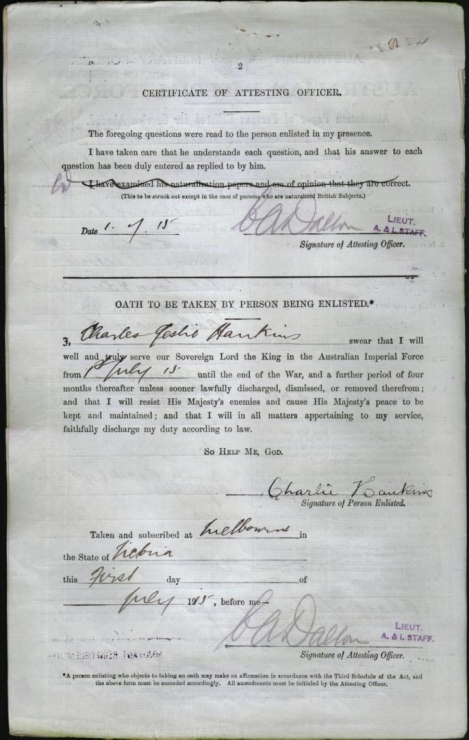 2
CERTIFICATE OF ATTESTING OFFICER.
The foregoing questions were read to the person enlisted in my presence.
I have taken care that he understands each question, and that his answer to each
question has been duly entered as replied to by him.
I have examined his naturalization papers and am of opinion that they are correct.
(This to be struck out except in the case of persons who are naturalized British Subjects.)
Date 1. 7. 15 C A Dalton LIEUT.
A. & I. STAFF.
Signature of Attesting Officer.
OATH TO BE TAKEN BY PERSON BEING ENLISTED.*
I, Charles Leslie Hankins swear that I will
well and truly serve our Sovereign Lord the King in the Australian Imperial Force
from 1st July 15 until the end of the War, and a further period of four
months thereafter unless sooner lawfully discharged, dismissed, or removed therefrom;
and that I will resist His Majesty's enemies and cause His Majesty's peace to be
kept and maintained; and that I will in all matters appertaining to my service,
faithfully discharge my duty according to law.
SO HELP ME, GOD.
Charlie Hankins
Signature of Person Enlisted.
Taken and subscribed at Melbourne in
the State of Victoria
this First day of
July 1915, before me—
C A Dalton LIEUT.
A. & I. STAFF.
Signature of Attesting Officer.
*A person enlisting who objects to taking an oath may make an affirmation in accordance with the Third Schedule of the Act, and
the above form must be amended accordingly. All amendments must be initialed by the Attesting Officer.